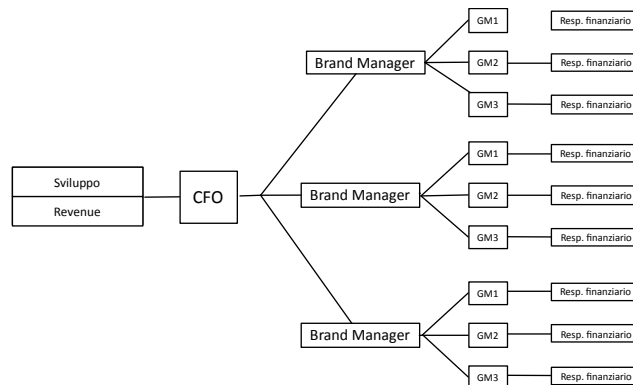 GM1 Resp. finanziario
Brand Manager GM2 Resp. finanziario
GM3 Resp. finanziario
GM1 Resp. finanziario
Sviluppo
CFO
Brand Manager GM2 Resp. finanziario
Revenue
GM3 Resp. finanziario
GM1 Resp. finanziario
Brand Manager GM2 Resp. finanziario
GM3 Resp. finanziario